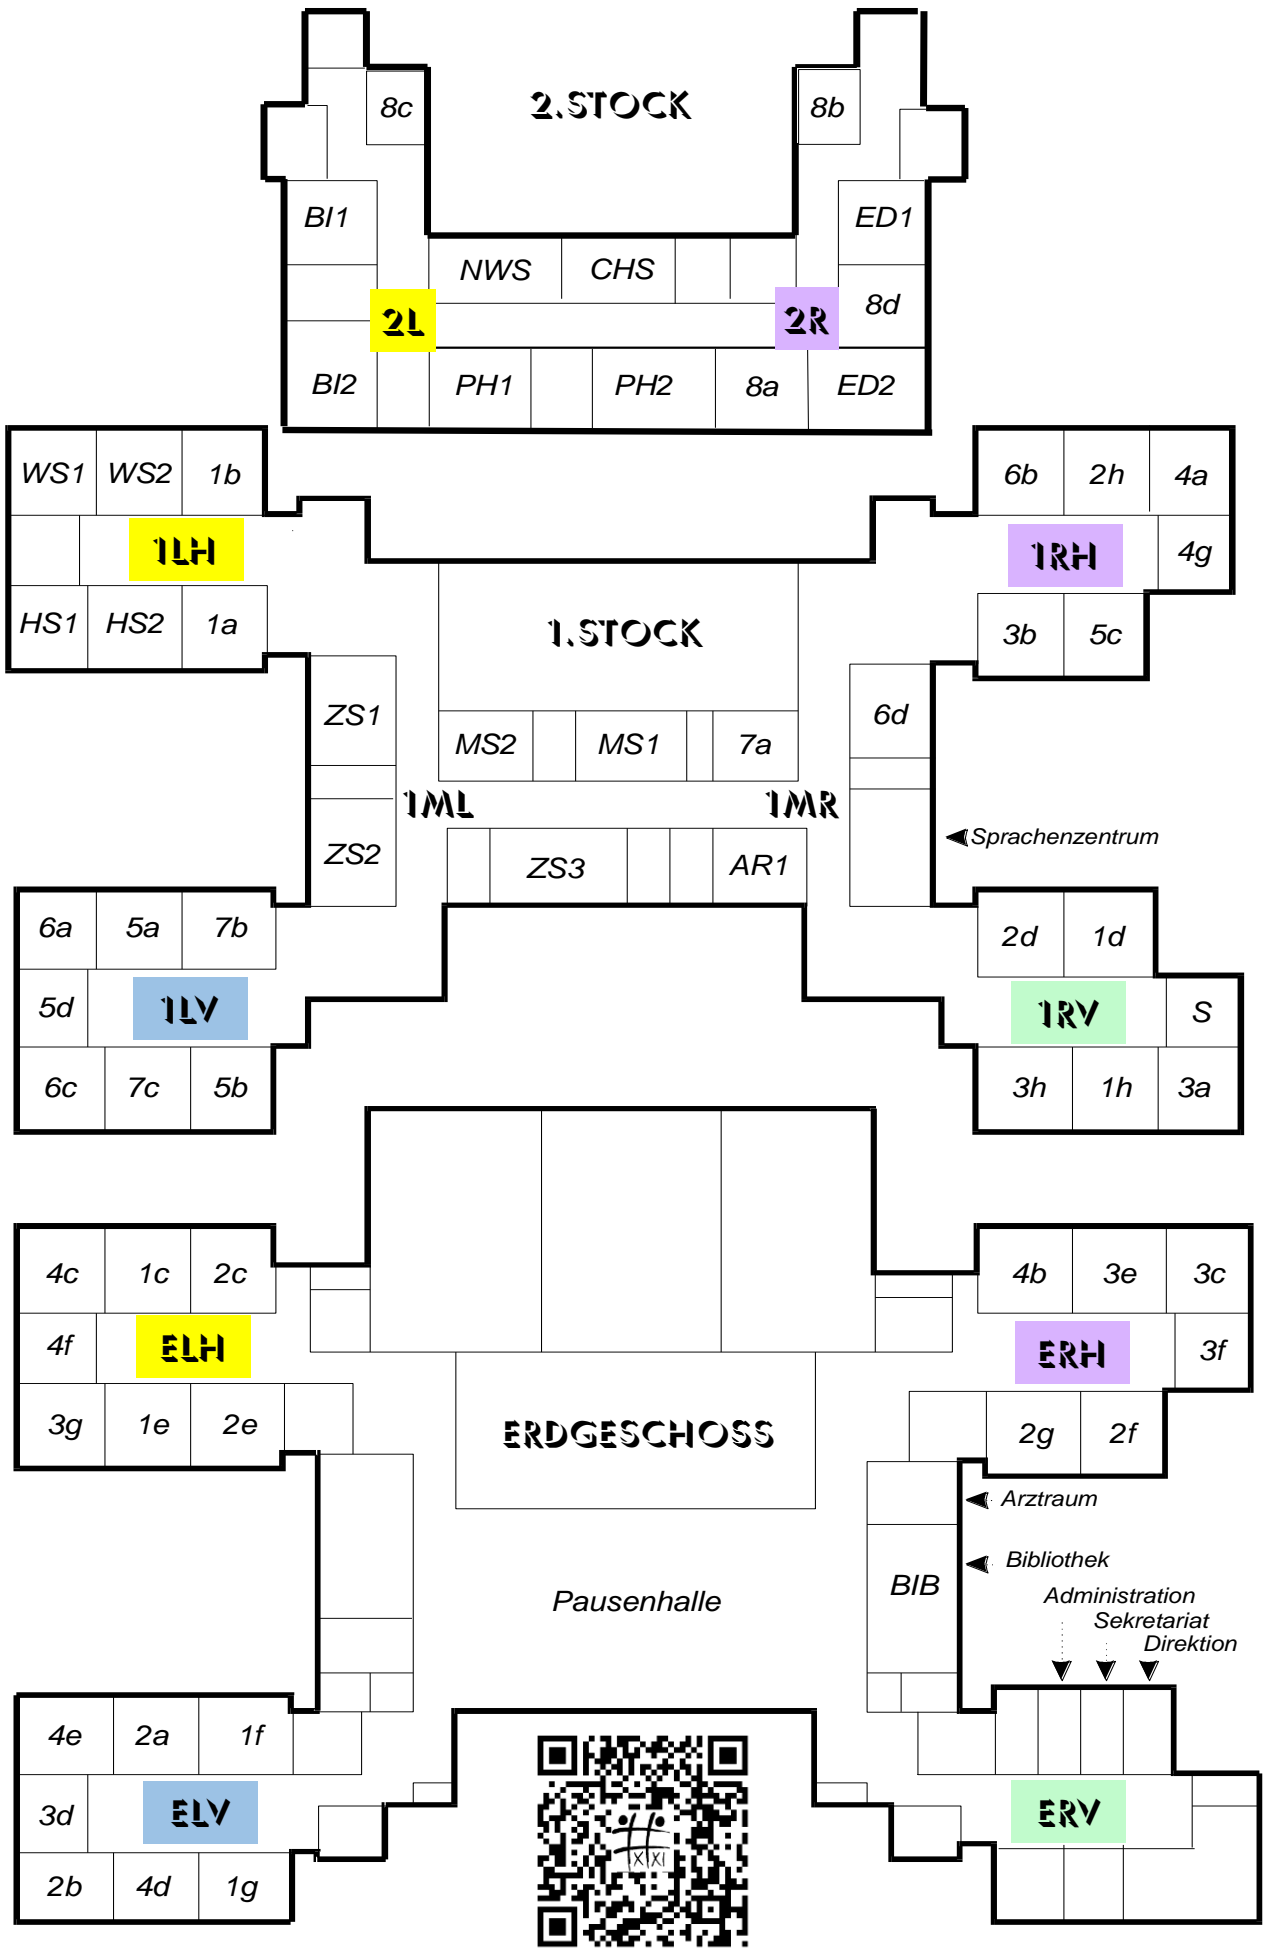 8c 2.STOCK 8b
BI1 ED1
NWS CHS
2L 2R 8d
BI2 PH1 PH2 8a ED2
WS1 WS2 1b 6b 2h 4a
1LH 1RH 4g
HS1 HS2 1a 1.STOCK 3b 5c
ZS1 6d
MS2 MS1 7a
1ML 1MR
Sprachenzentrum
ZS2 ZS3 AR1
6a 5a 7b 2d 1d
5d 1LV 1RV S
6c 7c 5b 3h 1h 3a
4c 1c 2c 4b 3e 3c
4f ELH ERH 3f
3g 1e 2e ERDGESCHOSS 2g 2f
Arztraum
Bibliothek
BIB
Pausenhalle
Administration
Sekretariat
Direktion
4e 2a 1f
3d ELV ERV
XXI
2b 4d 1g